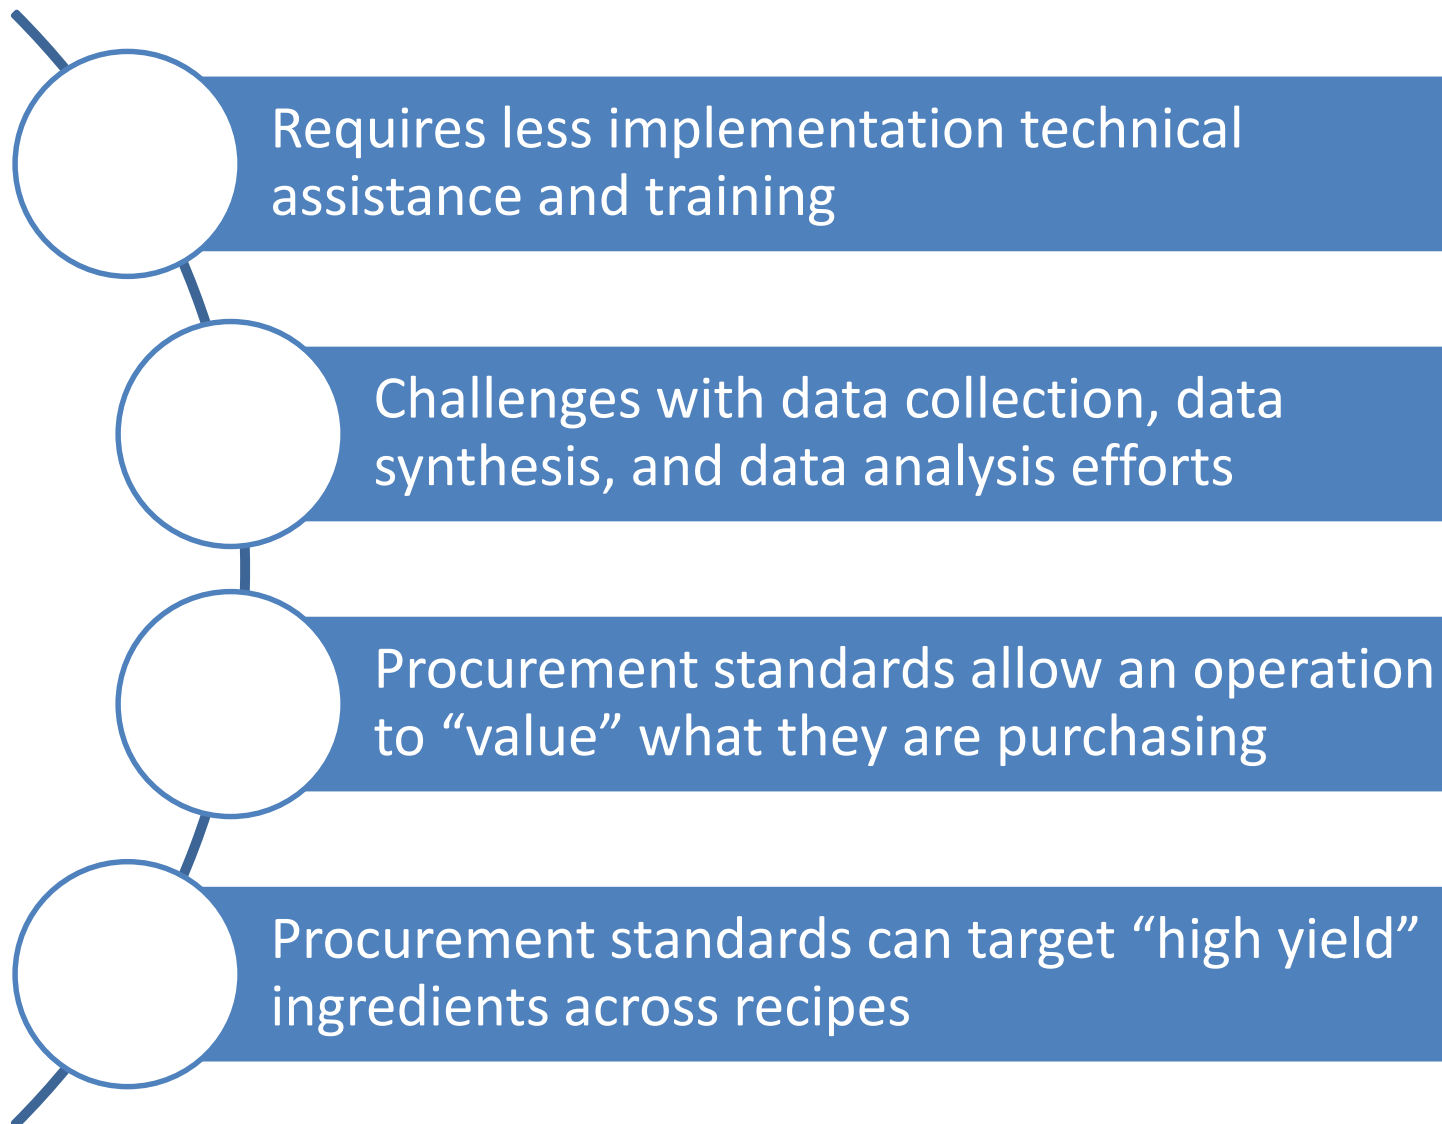 Requires less implementation technical
assistance and training
Challenges with data collection, data
synthesis, and data analysis efforts
Procurement standards allow an operation
to “value” what they are purchasing
Procurement standards can target “high yield”
ingredients across recipes